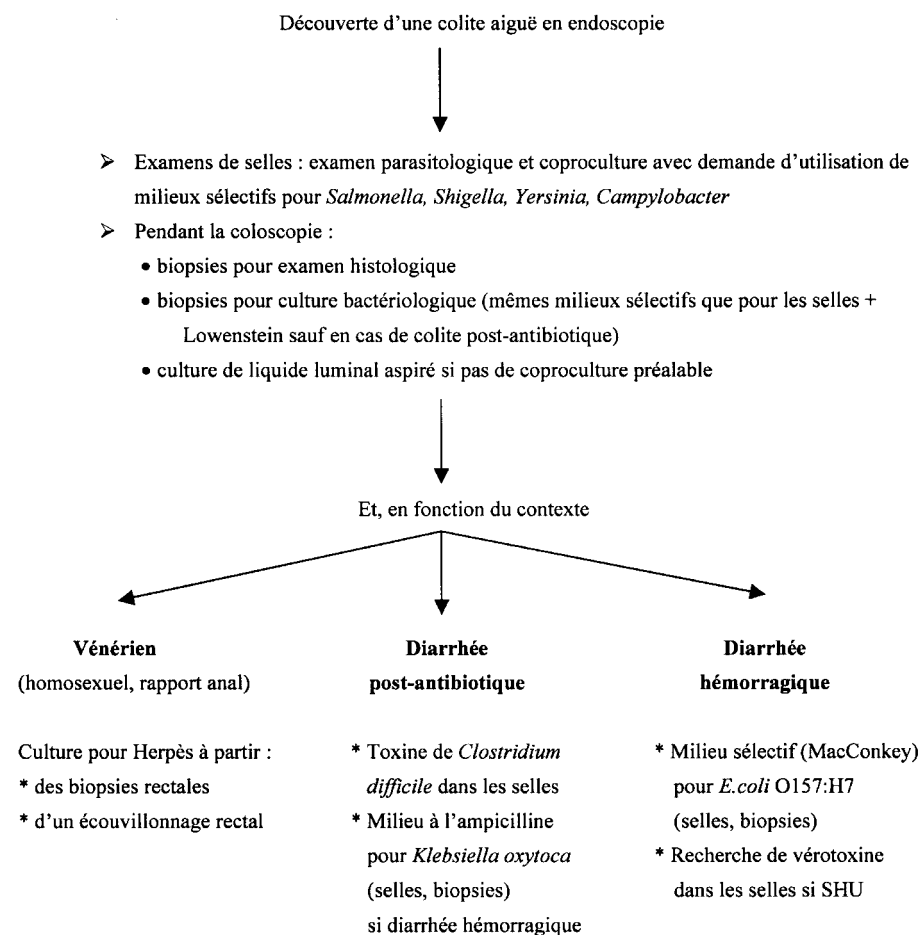 Découverte d'une colite aiguë en endoscopie
➢ Examens de selles : examen parasitologique et coproculture avec demande d'utilisation de
milieux sélectifs pour Salmonella, Shigella, Yersinia, Campylobacter
➢ Pendant la coloscopie :
• biopsies pour examen histologique
• biopsies pour culture bactériologique (mêmes milieux sélectifs que pour les selles +
Lowenstein sauf en cas de colite post-antibiotique)
• culture de liquide luminal aspiré si pas de coproculture préalable
Et, en fonction du contexte
Vénérien
(homosexuel, rapport anal)
Culture pour Herpès à partir :
* des biopsies rectales
* d'un écouvillonnage rectal
Diarrhée
post-antibiotique
* Toxine de Clostridium
difficile dans les selles
* Milieu à l'ampicilline
pour Klebsiella oxytoca
(selles, biopsies)
si diarrhée hémorragique
Diarrhée
hémorragique
* Milieu sélectif (MacConkey)
pour E.coli O157:H7
(selles, biopsies)
* Recherche de vérotoxine
dans les selles si SHU